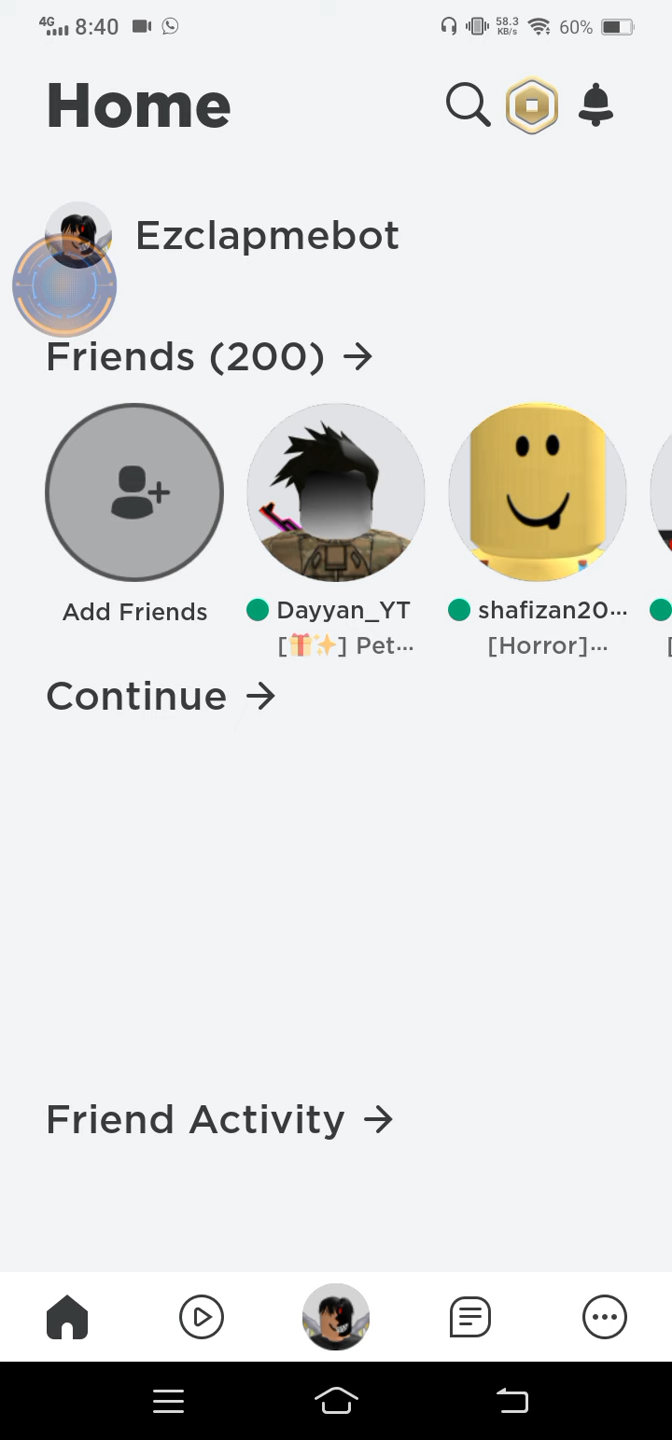 4G 8:40 58.3 KB/s 60%
Home
Ezclapmebot
Friends (200) →
Add Friends
Dayyan_YT
[🎁✨] Pet...
shafizan20...
[Horror]...
Continue →
Friend Activity →